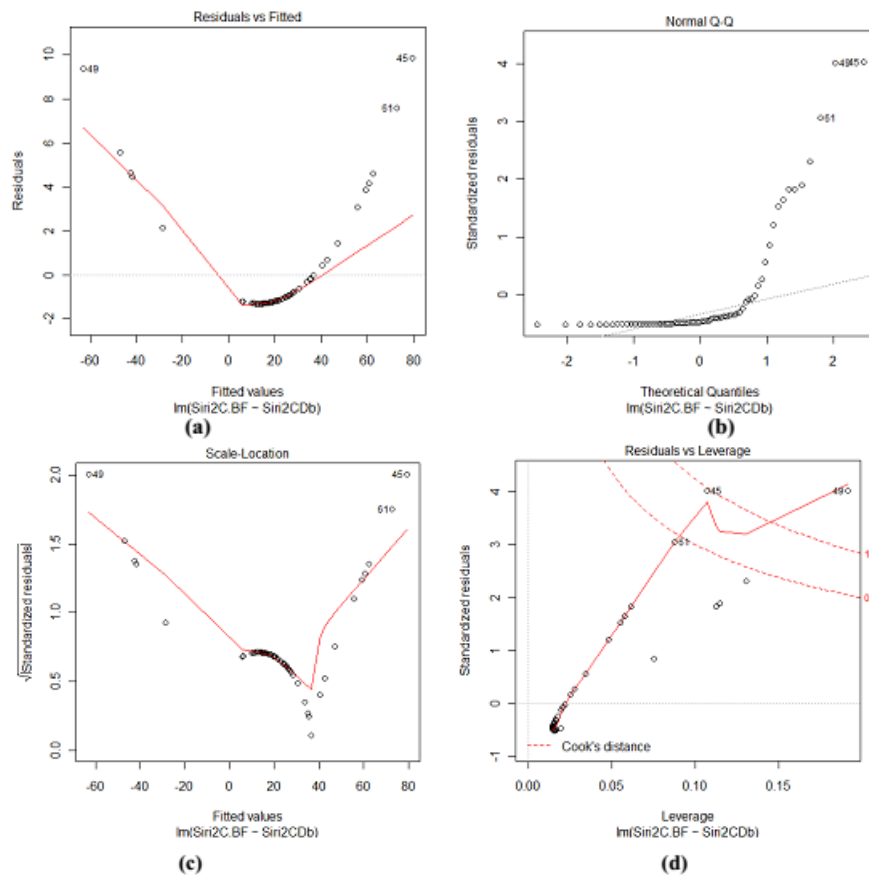 Residuals vs Fitted
Residuals
10
8
6
4
2
0
-2
49
45
61
-60 -40 -20 0 20 40 60 80
Fitted values
lm(Siri2C.BF ~ Siri2CDb)
(a)
Normal Q-Q
Standardized residuals
4
3
2
1
0
49 45
61
-2 -1 0 1 2
Theoretical Quantiles
lm(Siri2C.BF ~ Siri2CDb)
(b)
Scale-Location
√|Standardized residuals|
2.0
1.5
1.0
0.5
0.0
49
45
61
-60 -40 -20 0 20 40 60 80
Fitted values
lm(Siri2C.BF ~ Siri2CDb)
(c)
Residuals vs Leverage
Standardized residuals
4
3
2
1
0
-1
45
49
61
1
0
Cook's distance
0.00 0.05 0.10 0.15
Leverage
lm(Siri2C.BF ~ Siri2CDb)
(d)